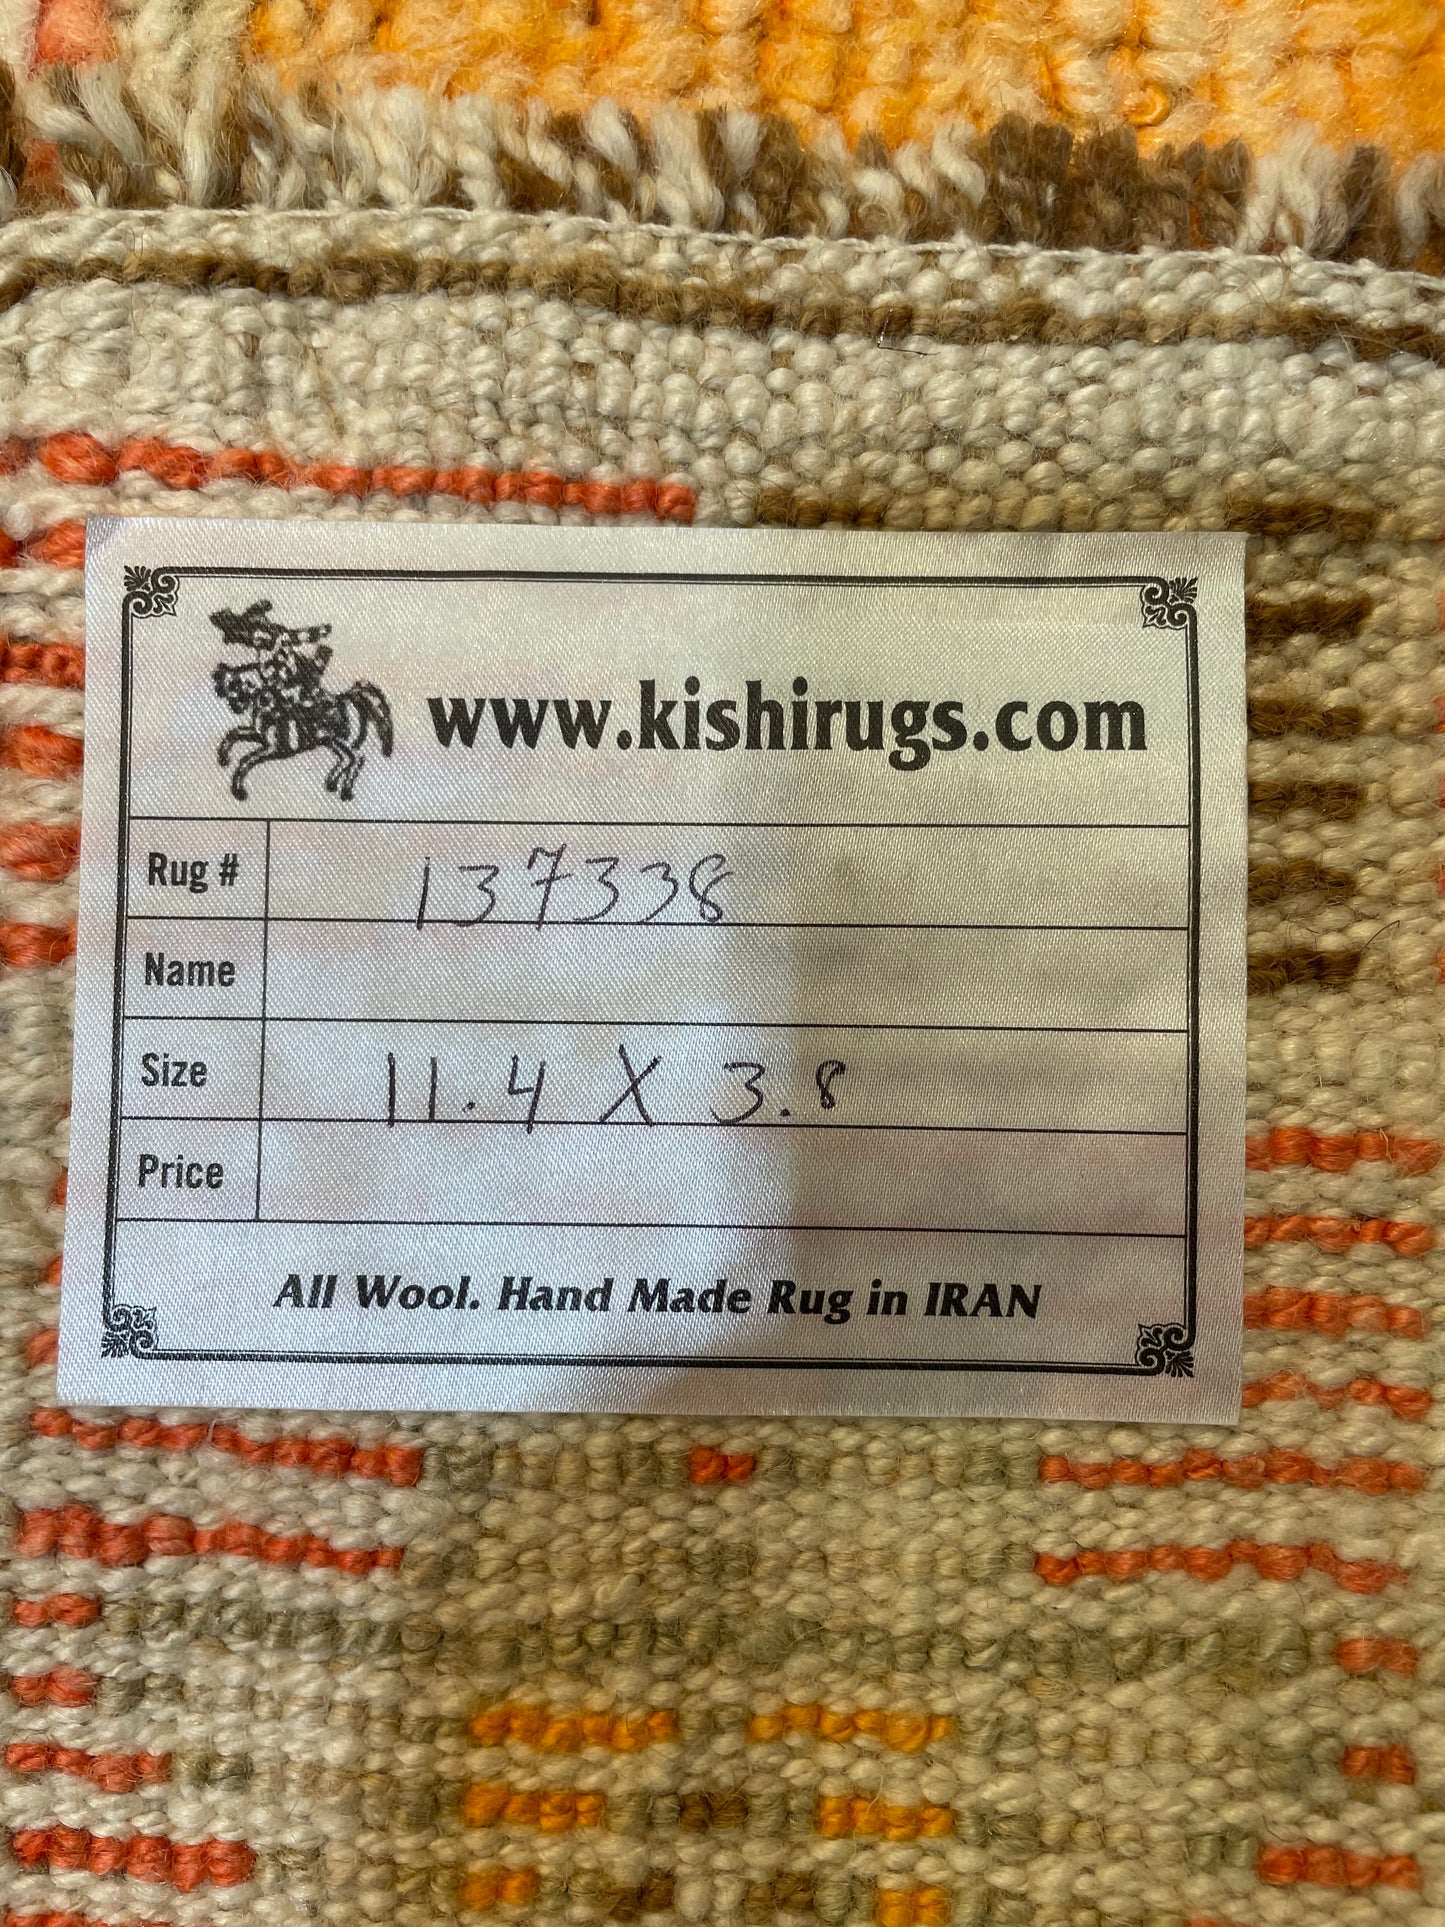 www.kishirugs.com
Rug # 137338
Name
Size 11.4 X 3.8
Price
All Wool. Hand Made Rug in IRAN